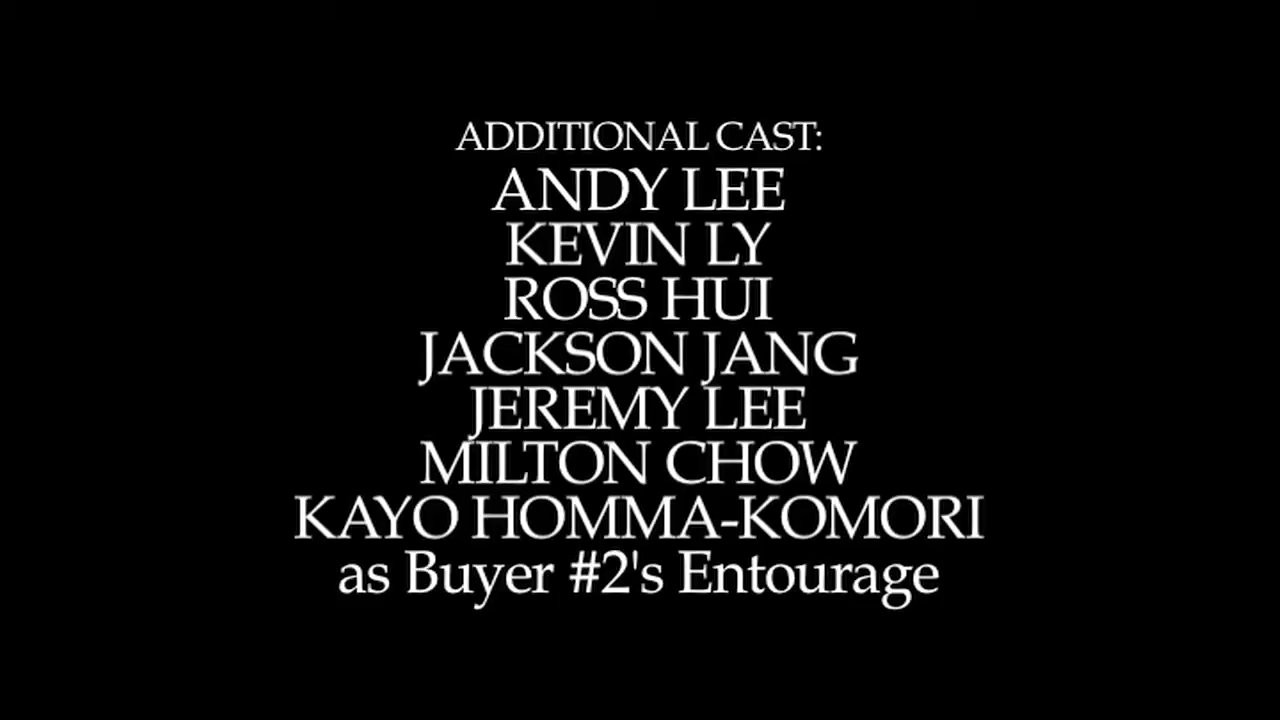 ADDITIONAL CAST:
ANDY LEE
KEVIN LY
ROSS HUI
JACKSON JANG
JEREMY LEE
MILTON CHOW
KAYO HOMMA-KOMORI
as Buyer #2's Entourage